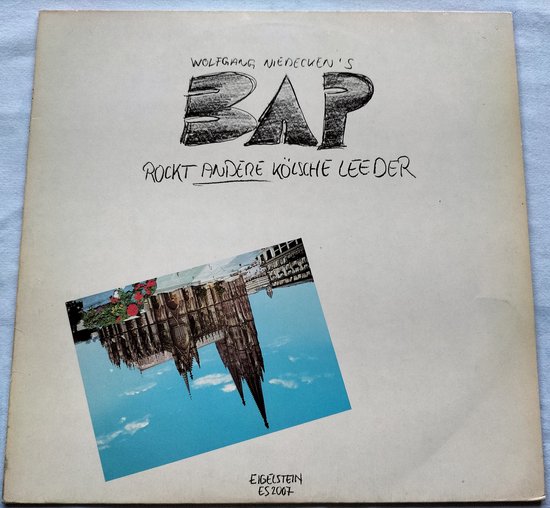 WOLFGANG NIEDECKEN'S
BAP
ROCKT ANDERE KÖLSCHE LEEDER
EIGELSTEIN
ES 2007